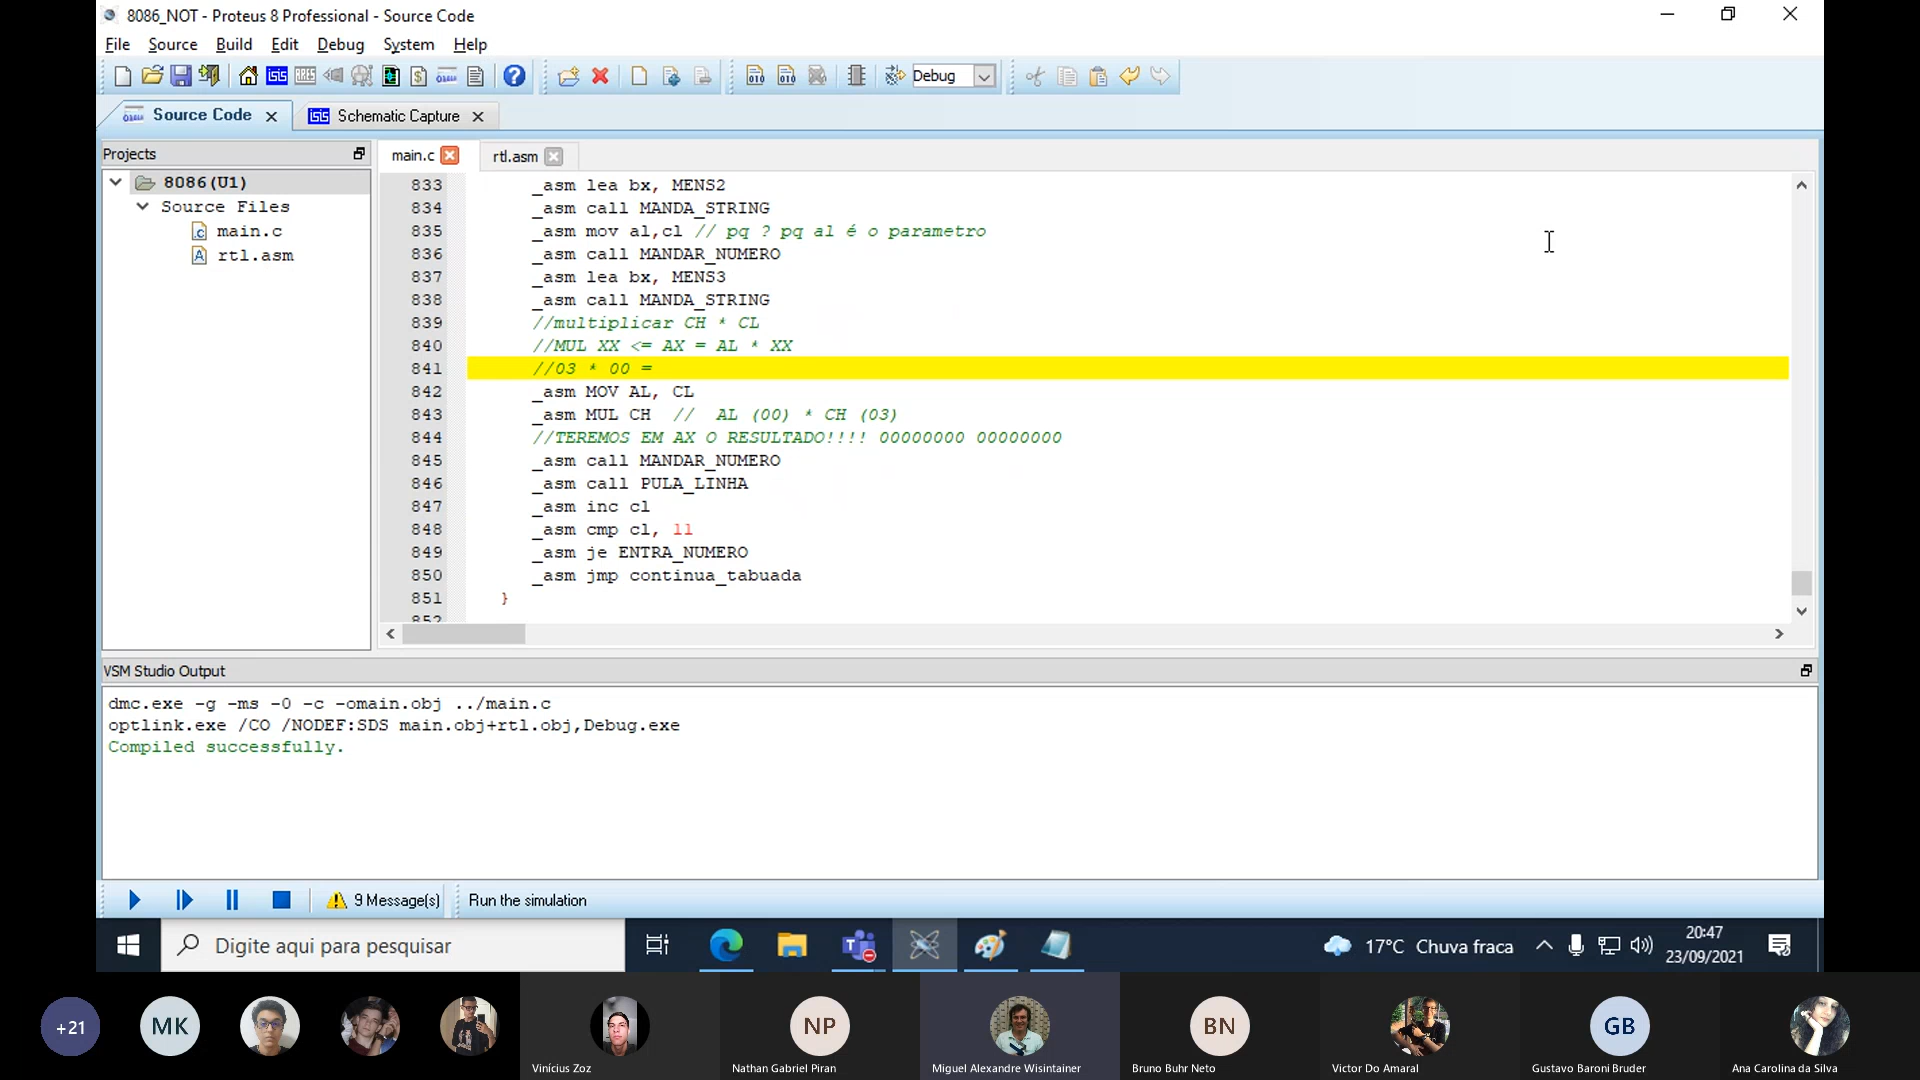 8086_NOT - Proteus 8 Professional - Source Code
File Source Build Edit Debug System Help
Debug
Source Code Schematic Capture
Projects
main.c rtl.asm
8086(U1)
Source Files
main.c
rtl.asm
833 _asm lea bx, MENS2
834 _asm call MANDA_STRING
835 _asm mov al,cl // pq ? pq al é o parametro
836 _asm call MANDAR_NUMERO
837 _asm lea bx, MENS3
838 _asm call MANDA_STRING
839 //multiplicar CH * CL
840 //MUL XX <= AX = AL * XX
841 //03 * 00 =
842 _asm MOV AL, CL
843 _asm MUL CH // AL (00) * CH (03)
844 //TEREMOS EM AX O RESULTADO!!!! 00000000 00000000
845 _asm call MANDAR_NUMERO
846 _asm call PULA_LINHA
847 _asm inc cl
848 _asm cmp cl, 11
849 _asm je ENTRA_NUMERO
850 _asm jmp continua_tabuada
851 }
852
VSM Studio Output
dmc.exe -g -ms -0 -c -omain.obj ../main.c
optlink.exe /CO /NODEF:SDS main.obj+rtl.obj,Debug.exe
Compiled successfully.
9 Message(s) Run the simulation
Digite aqui para pesquisar
17°C Chuva fraca
20:47
23/09/2021
+21
MK
NP
BN
GB
Vinícius Zoz
Nathan Gabriel Piran
Miguel Alexandre Wisintainer
Bruno Buhr Neto
Victor Do Amaral
Gustavo Baroni Bruder
Ana Carolina da Silva